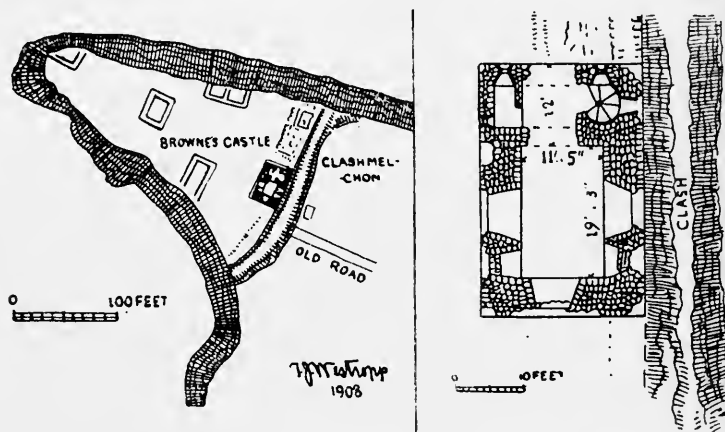 BROWNE'S CASTLE
CLASHMEL-
CHON
OLD ROAD
0 100 FEET
T.J. Westropp
1908
12'
11'. 5"
19'. 3"
CLASH
0 10 FEET